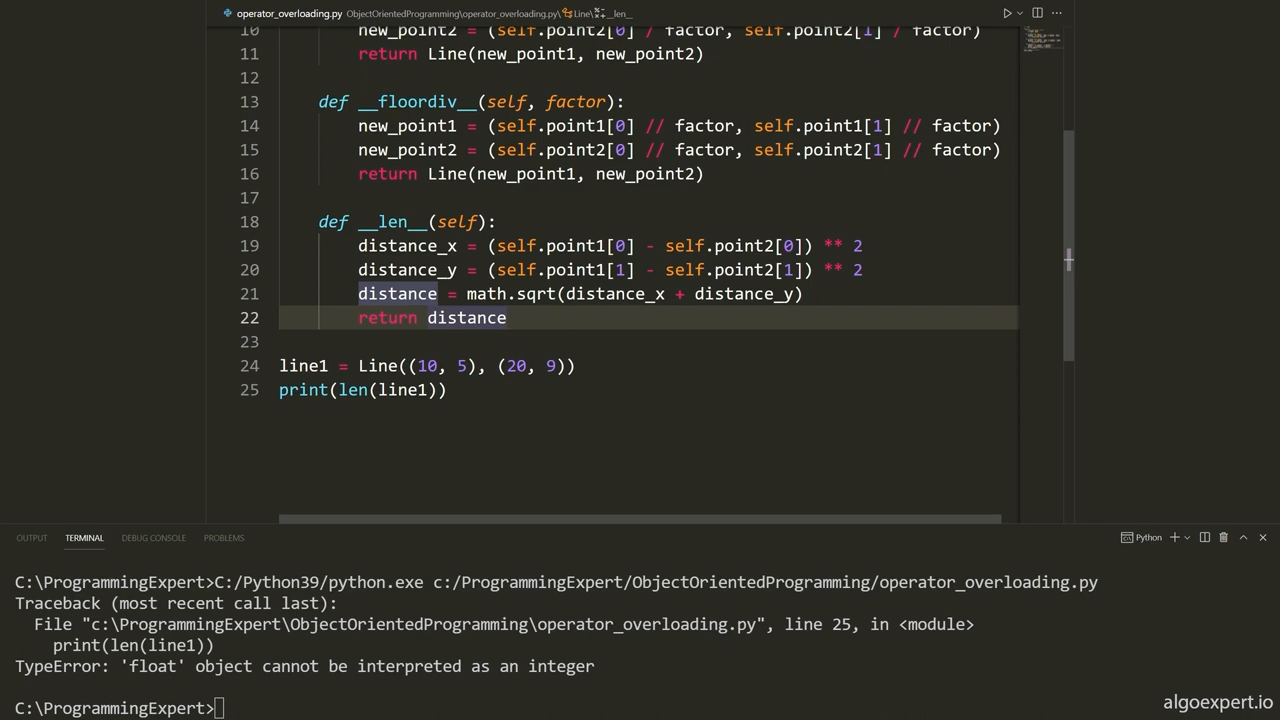 operator_overloading.py ObjectOrientedProgramming\operator_overloading.py\Line\__len__
10 new_point2 = (self.point2[0] / factor, self.point2[1] / factor)
11 return Line(new_point1, new_point2)
12
13 def __floordiv__(self, factor):
14 new_point1 = (self.point1[0] // factor, self.point1[1] // factor)
15 new_point2 = (self.point2[0] // factor, self.point2[1] // factor)
16 return Line(new_point1, new_point2)
17
18 def __len__(self):
19 distance_x = (self.point1[0] - self.point2[0]) ** 2
20 distance_y = (self.point1[1] - self.point2[1]) ** 2
21 distance = math.sqrt(distance_x + distance_y)
22 return distance
23
24 line1 = Line((10, 5), (20, 9))
25 print(len(line1))
OUTPUT TERMINAL DEBUG CONSOLE PROBLEMS Python
C:\ProgrammingExpert>C:/Python39/python.exe c:/ProgrammingExpert/ObjectOrientedProgramming/operator_overloading.py
Traceback (most recent call last):
File "c:\ProgrammingExpert\ObjectOrientedProgramming\operator_overloading.py", line 25, in <module>
print(len(line1))
TypeError: 'float' object cannot be interpreted as an integer
C:\ProgrammingExpert>
algoexpert.io